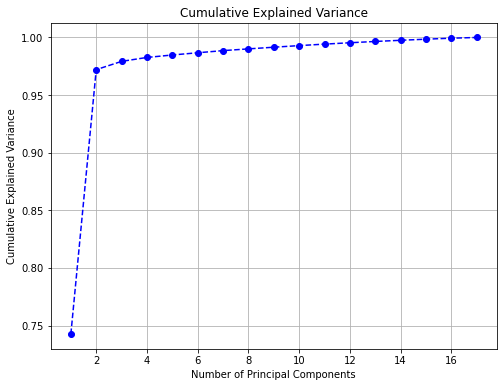 Cumulative Explained Variance
1.00
0.95
0.90
0.85
0.80
0.75
Cumulative Explained Variance
2 4 6 8 10 12 14 16
Number of Principal Components